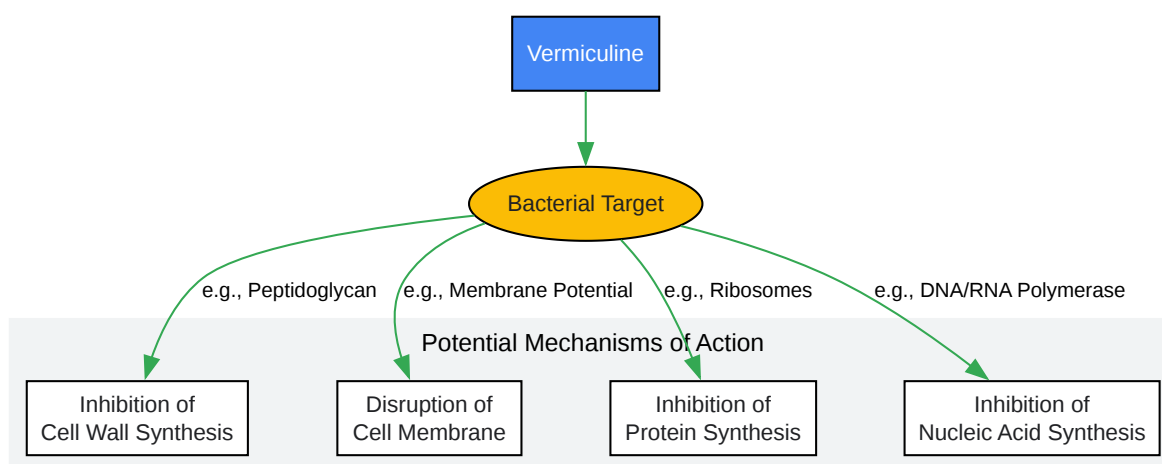 Vermiculine
Bacterial Target
e.g., Peptidoglycan
e.g., Membrane Potential
e.g., Ribosomes
e.g., DNA/RNA Polymerase
Potential Mechanisms of Action
Inhibition of
Cell Wall Synthesis
Disruption of
Cell Membrane
Inhibition of
Protein Synthesis
Inhibition of
Nucleic Acid Synthesis